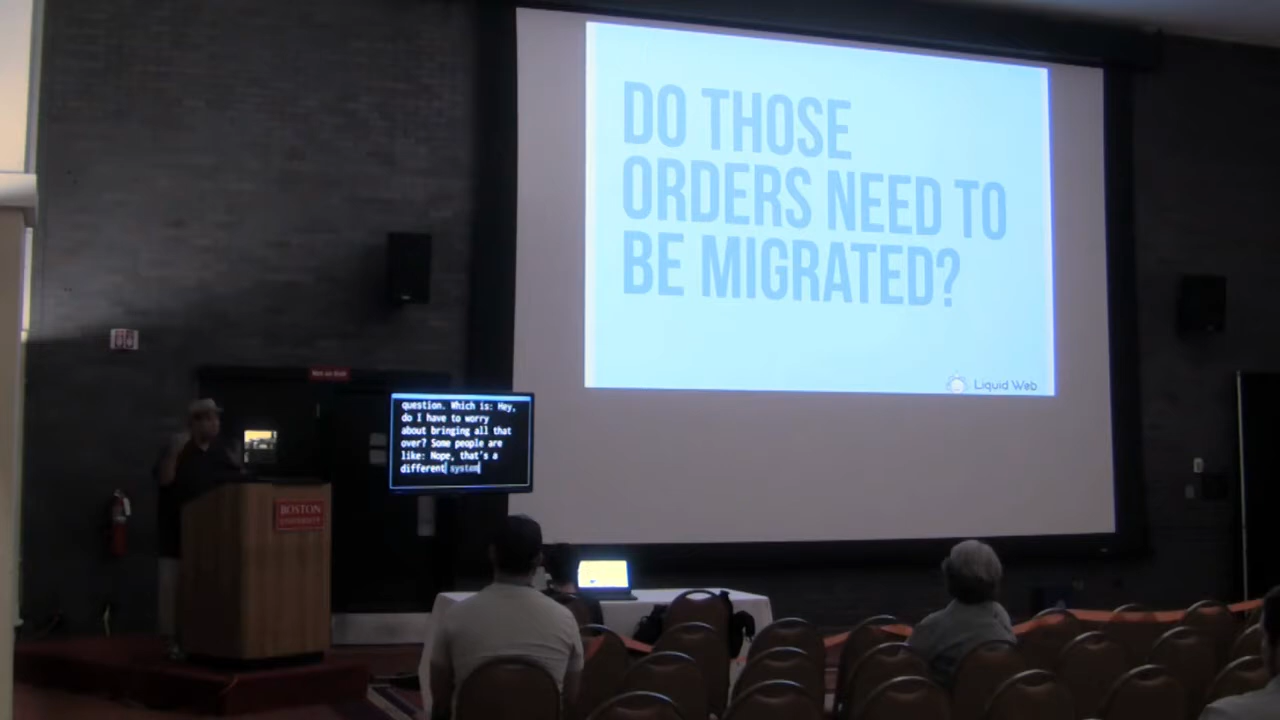 DO THOSE
ORDERS NEED TO
BE MIGRATED?
Liquid Web
question. Which is: Hey,
do I have to worry
about bringing all that
over? Some people are
like: Nope, that's a
different system
BOSTON
UNIVERSITY